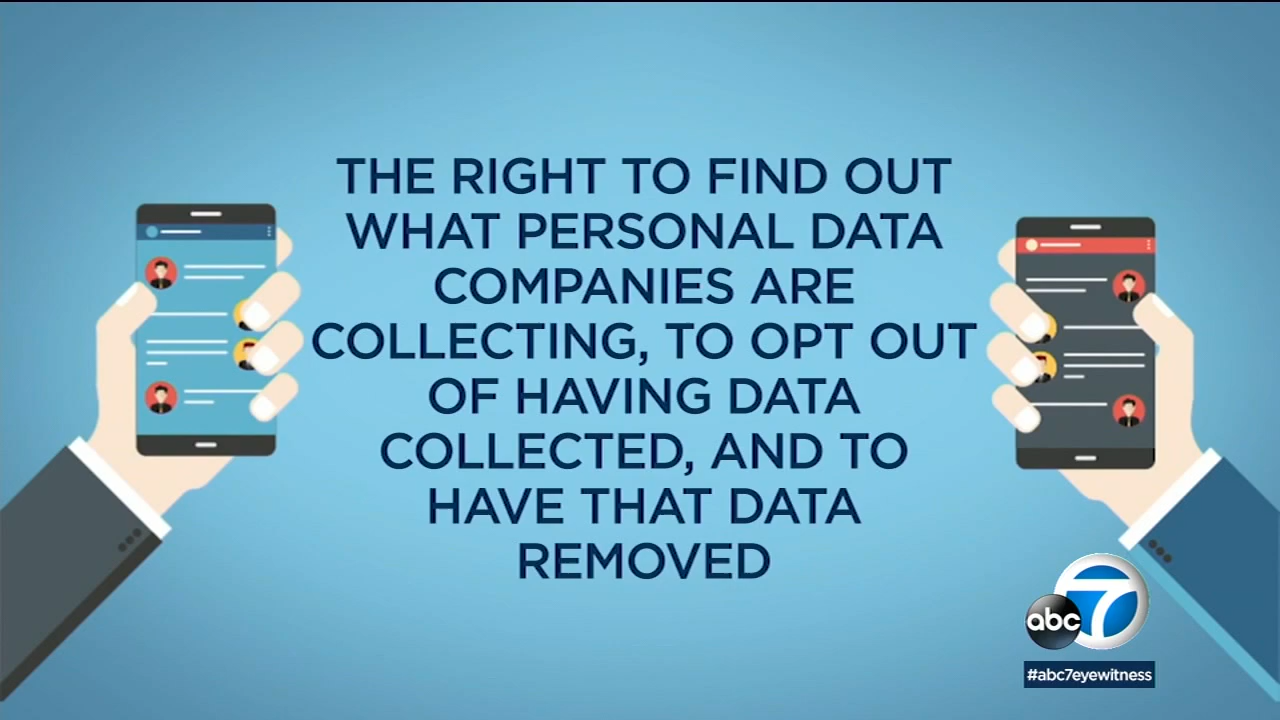 THE RIGHT TO FIND OUT
WHAT PERSONAL DATA
COMPANIES ARE
COLLECTING, TO OPT OUT
OF HAVING DATA
COLLECTED, AND TO
HAVE THAT DATA
REMOVED
abc 7
#abc7eyewitness